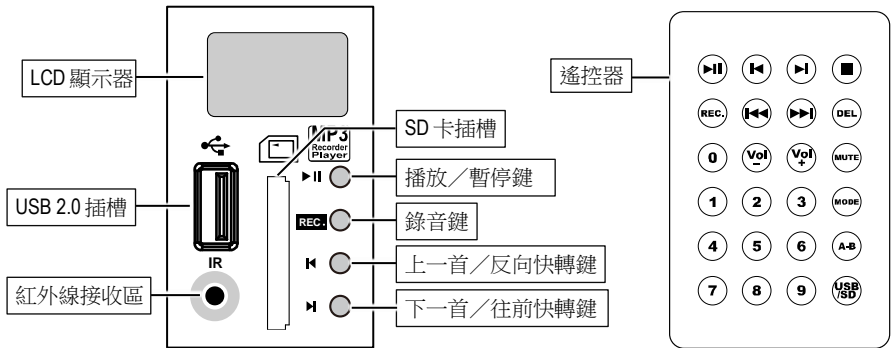 LCD 顯示器
USB 2.0 插槽
紅外線接收區
MP3
Recorder
Player
REC.
IR
SD 卡插槽
播放／暫停鍵
錄音鍵
上一首／反向快轉鍵
下一首／往前快轉鍵
遙控器
REC. DEL
0 Vol - Vol + MUTE
1 2 3 MODE
4 5 6 A-B
7 8 9 USB /SD